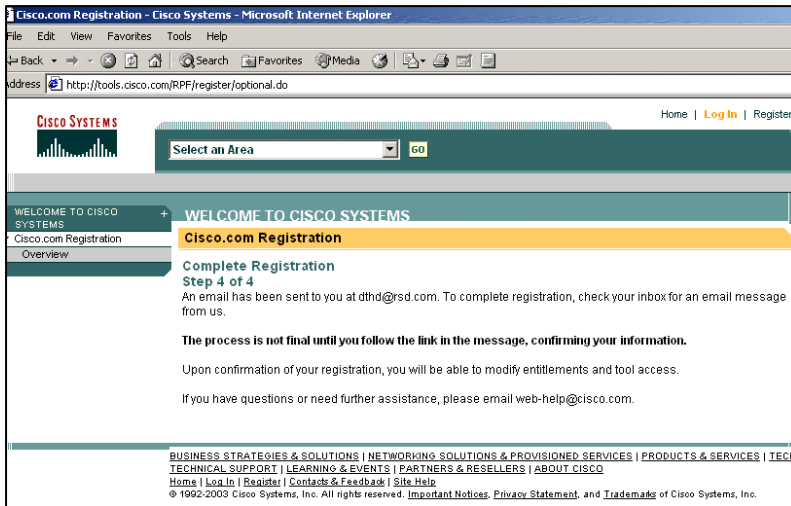 Cisco.com Registration - Cisco Systems - Microsoft Internet Explorer
File Edit View Favorites Tools Help
Back Search Favorites Media
Address http://tools.cisco.com/RPF/register/optional.do
Home | Log In | Register
CISCO SYSTEMS
Select an Area GO
WELCOME TO CISCO SYSTEMS +
Cisco.com Registration
Overview
WELCOME TO CISCO SYSTEMS
Cisco.com Registration
Complete Registration
Step 4 of 4
An email has been sent to you at dthd@rsd.com. To complete registration, check your inbox for an email message
from us.
The process is not final until you follow the link in the message, confirming your information.
Upon confirmation of your registration, you will be able to modify entitlements and tool access.
If you have questions or need further assistance, please email web-help@cisco.com.
BUSINESS STRATEGIES & SOLUTIONS | NETWORKING SOLUTIONS & PROVISIONED SERVICES | PRODUCTS & SERVICES |
TECHNICAL SUPPORT | LEARNING & EVENTS | PARTNERS & RESELLERS | ABOUT CISCO
Home | Log In | Register | Contacts & Feedback | Site Help
© 1992-2003 Cisco Systems, Inc. All rights reserved. Important Notices, Privacy Statement, and Trademarks of Cisco Systems, Inc.